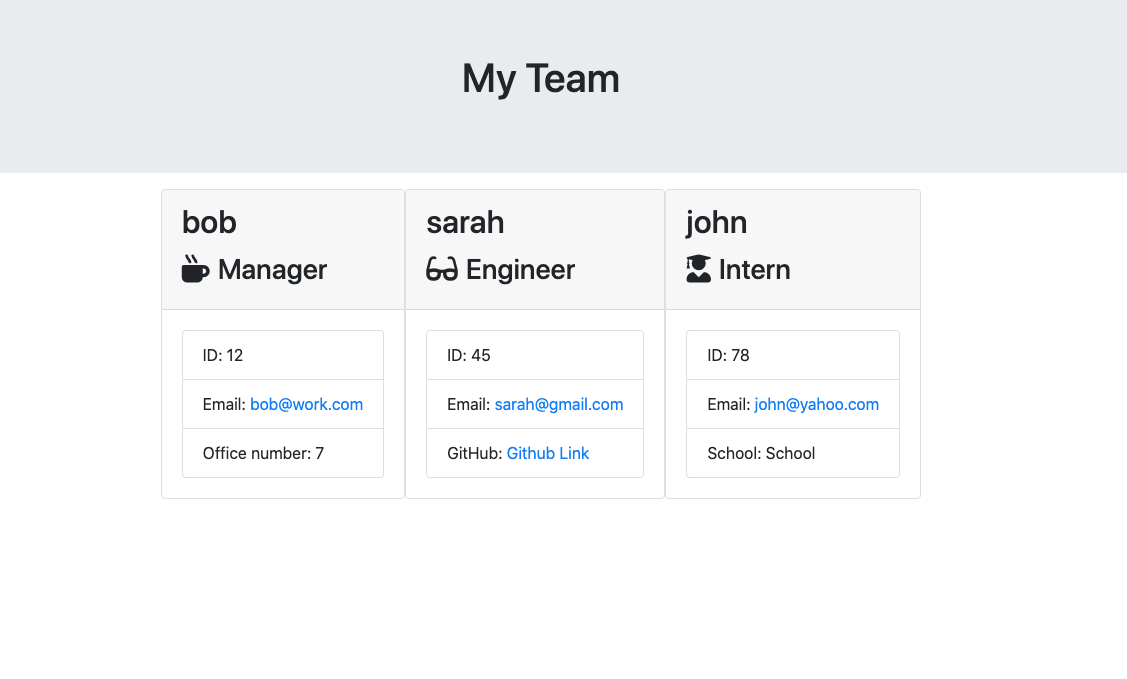 My Team
bob
Manager
ID: 12
Email: bob@work.com
Office number: 7
sarah
Engineer
ID: 45
Email: sarah@gmail.com
GitHub: Github Link
john
Intern
ID: 78
Email: john@yahoo.com
School: School